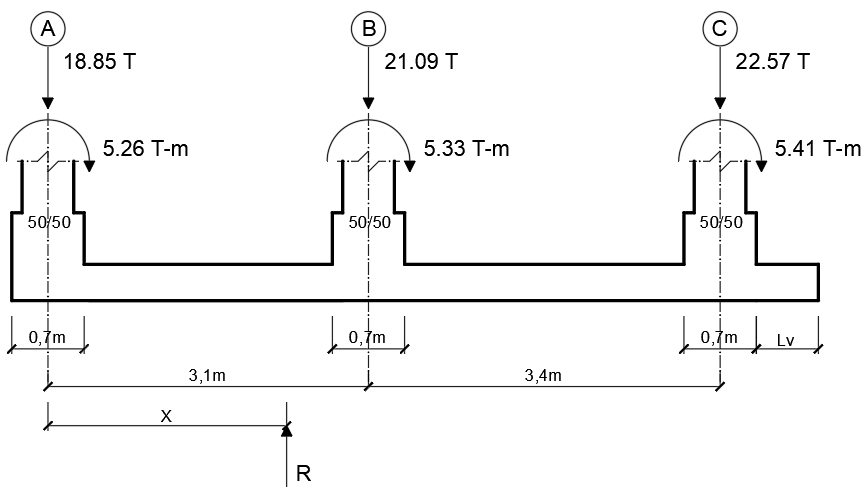 A B C
18.85 T 21.09 T 22.57 T
5.26 T-m 5.33 T-m 5.41 T-m
50/50 50/50 50/50
0,7m 0,7m 0,7m Lv
3,1m 3,4m
X
R